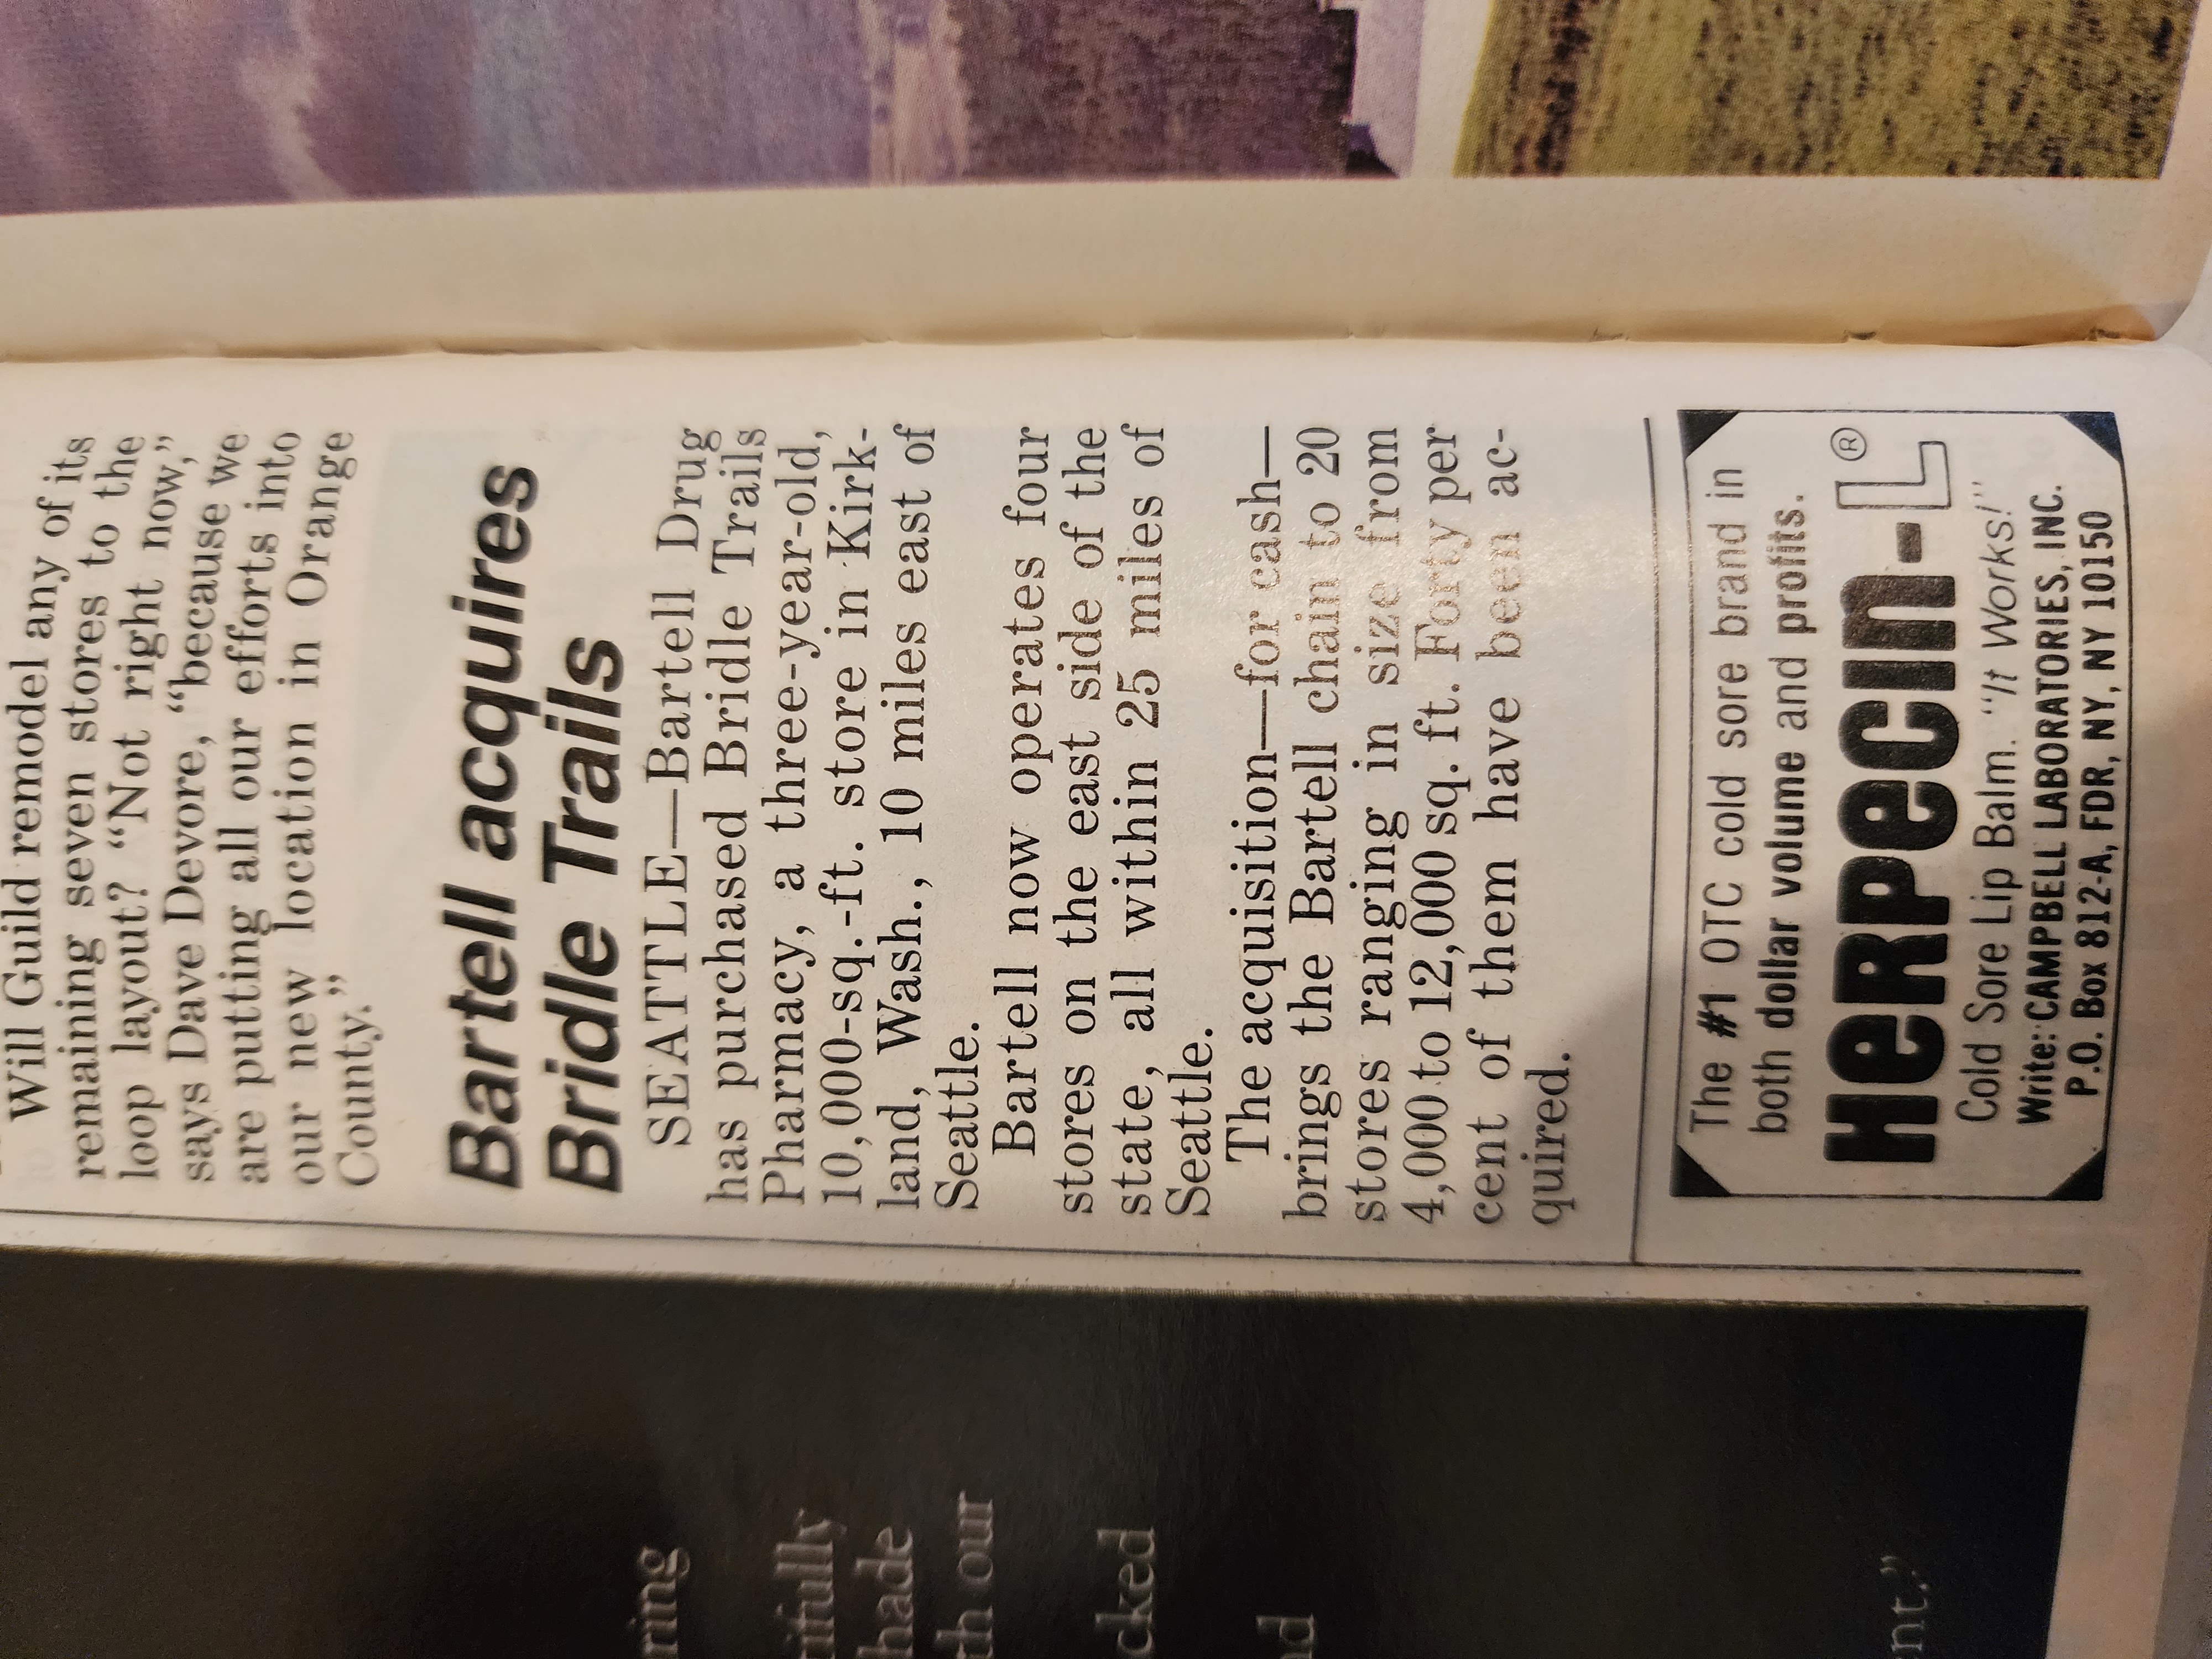 Will Guild remodel any of its
remaining seven stores to the
loop layout? “Not right now,”
says Dave Devore, “because we
are putting all our efforts into
our new location in Orange
County.”
Bartell acquires
Bridle Trails
SEATTLE—Bartell Drug
has purchased Bridle Trails
Pharmacy, a three-year-old,
10,000-sq.-ft. store in Kirk-
land, Wash., 10 miles east of
Seattle.
Bartell now operates four
stores on the east side of the
state, all within 25 miles of
Seattle.
The acquisition—for cash—
brings the Bartell chain to 20
stores ranging in size from
4,000 to 12,000 sq. ft. Forty per
cent of them have been ac-
quired.
The #1 OTC cold sore brand in
both dollar volume and profits.
HeRPecin-L®
Cold Sore Lip Balm. “It Works!”
Write: CAMPBELL LABORATORIES, INC.
P.O. Box 812-A, FDR, NY, NY 10150
ring
hade
th our
cked